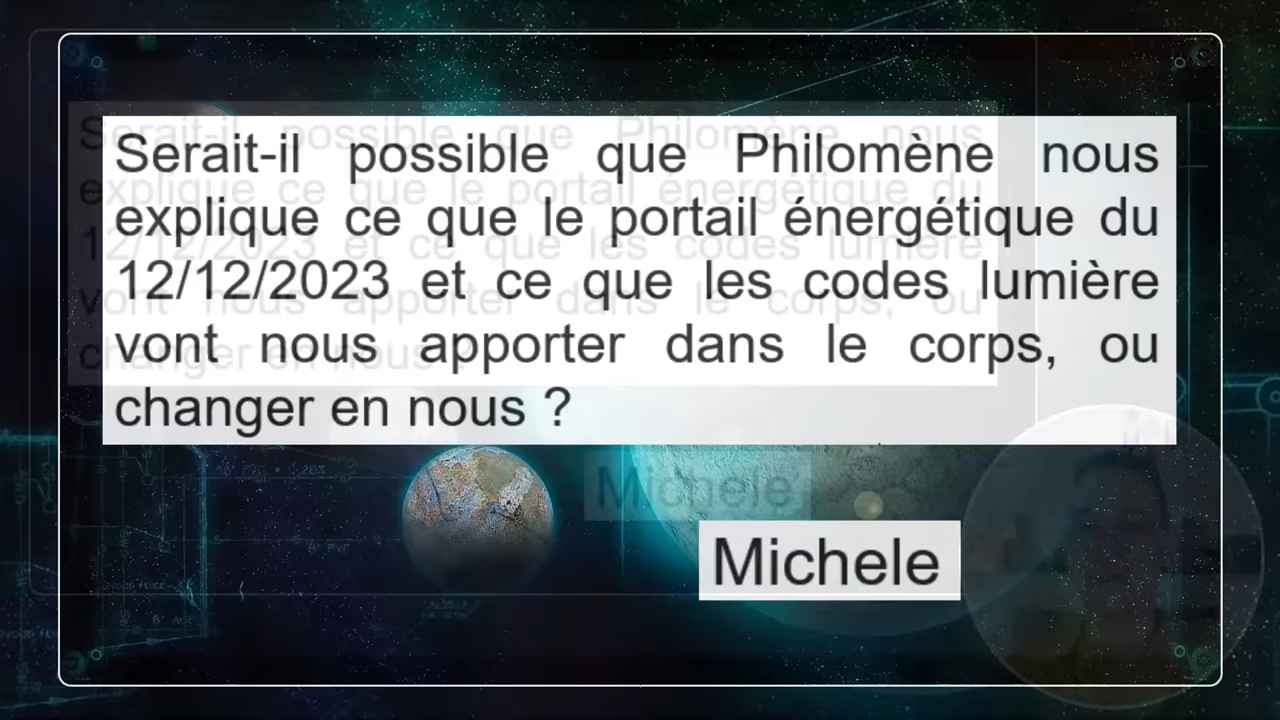 Serait-il possible que Philomène nous
explique ce que le portail énergétique du
12/12/2023 et ce que les codes lumière
vont nous apporter dans le corps, ou
changer en nous ?
Michele
Michele